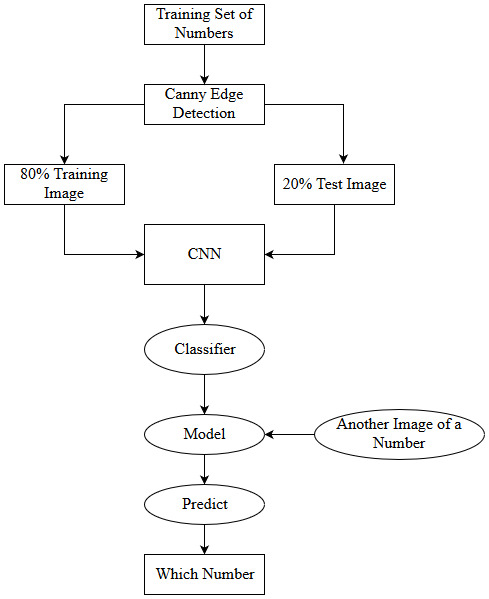 Training Set of
Numbers
Canny Edge
Detection
80% Training
Image
20% Test Image
CNN
Classifier
Model
Another Image of a
Number
Predict
Which Number